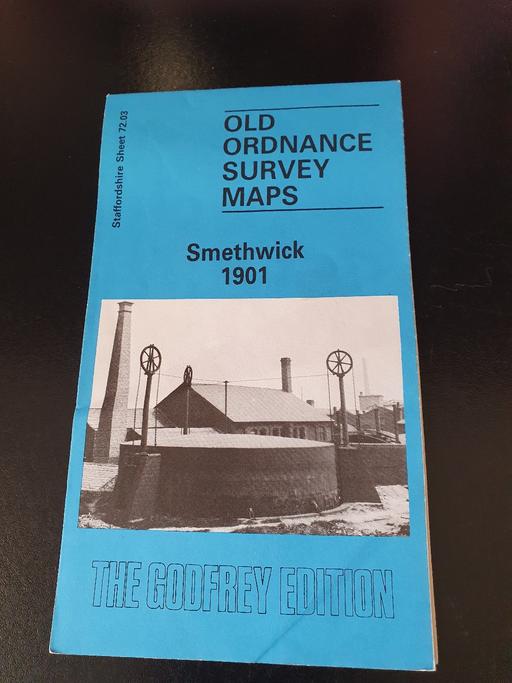 Staffordshire Sheet 72.03
OLD
ORDNANCE
SURVEY
MAPS
Smethwick
1901
THE GODFREY EDITION